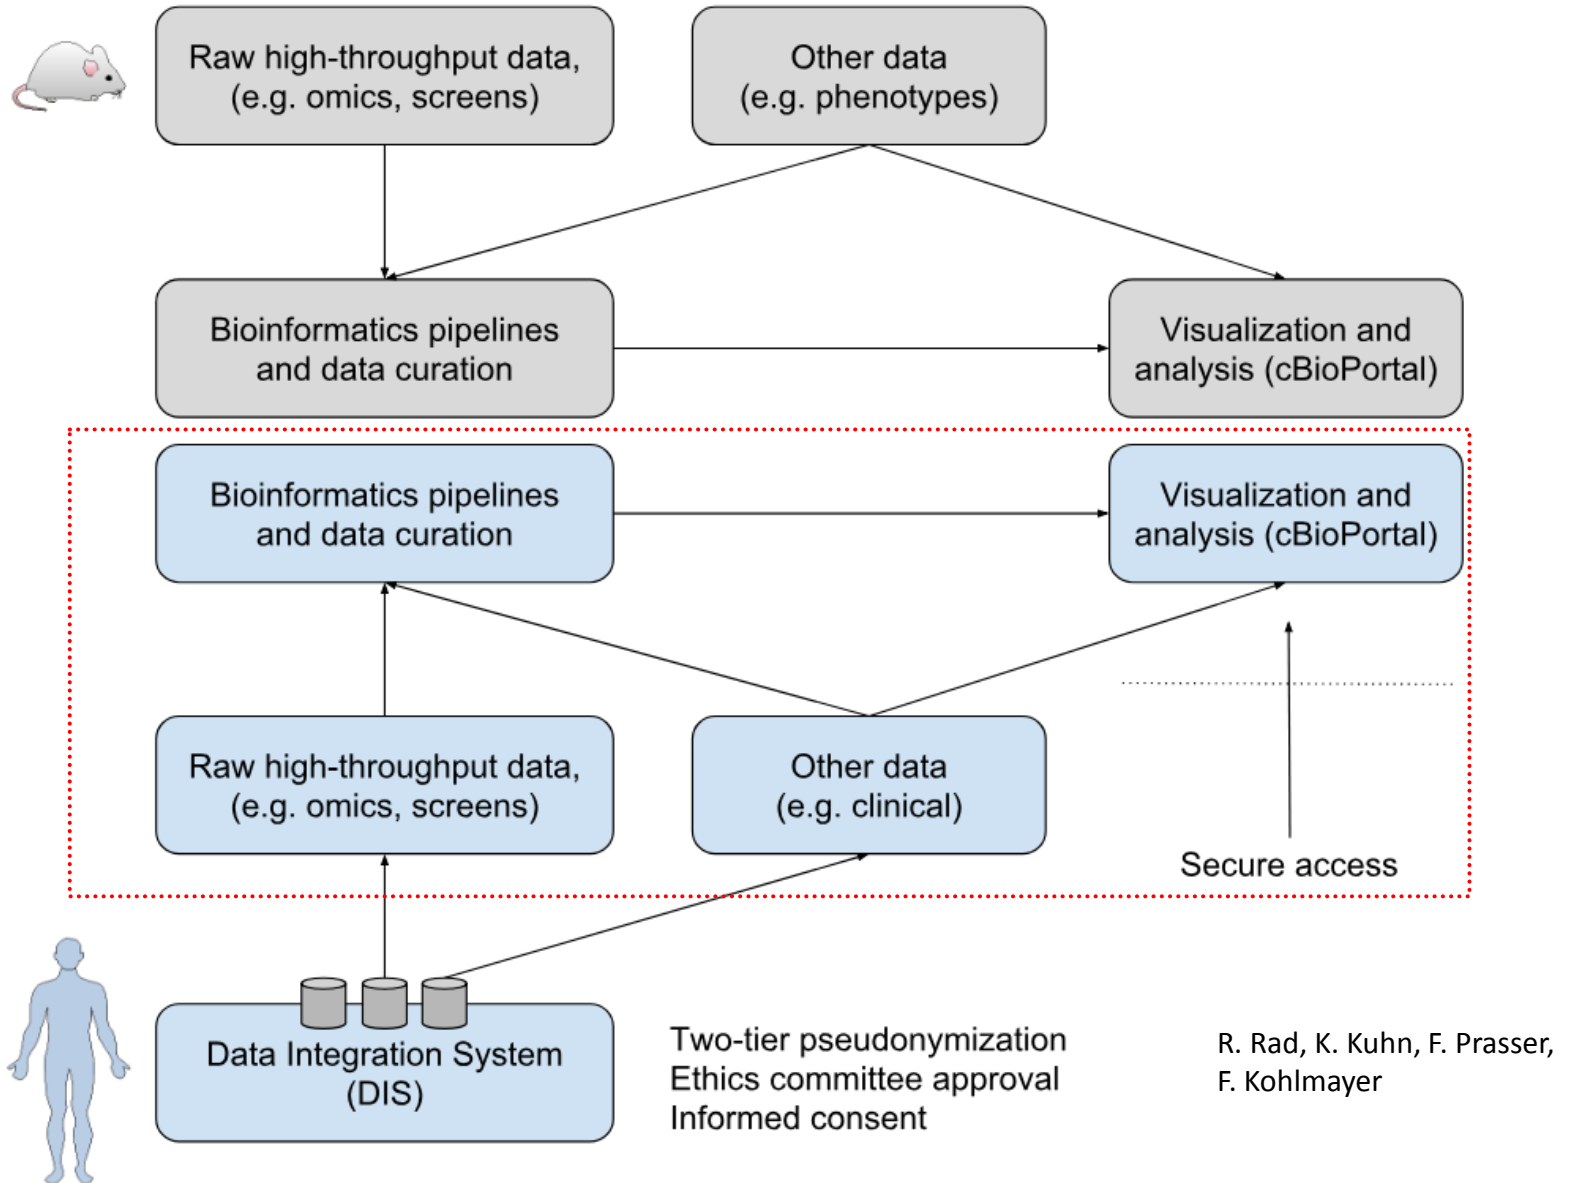 Raw high-throughput data,
(e.g. omics, screens)
Other data
(e.g. phenotypes)
Bioinformatics pipelines
and data curation
Visualization and
analysis (cBioPortal)
Bioinformatics pipelines
and data curation
Visualization and
analysis (cBioPortal)
Raw high-throughput data,
(e.g. omics, screens)
Other data
(e.g. clinical)
Secure access
Data Integration System
(DIS)
Two-tier pseudonymization
Ethics committee approval
Informed consent
R. Rad, K. Kuhn, F. Prasser,
F. Kohlmayer